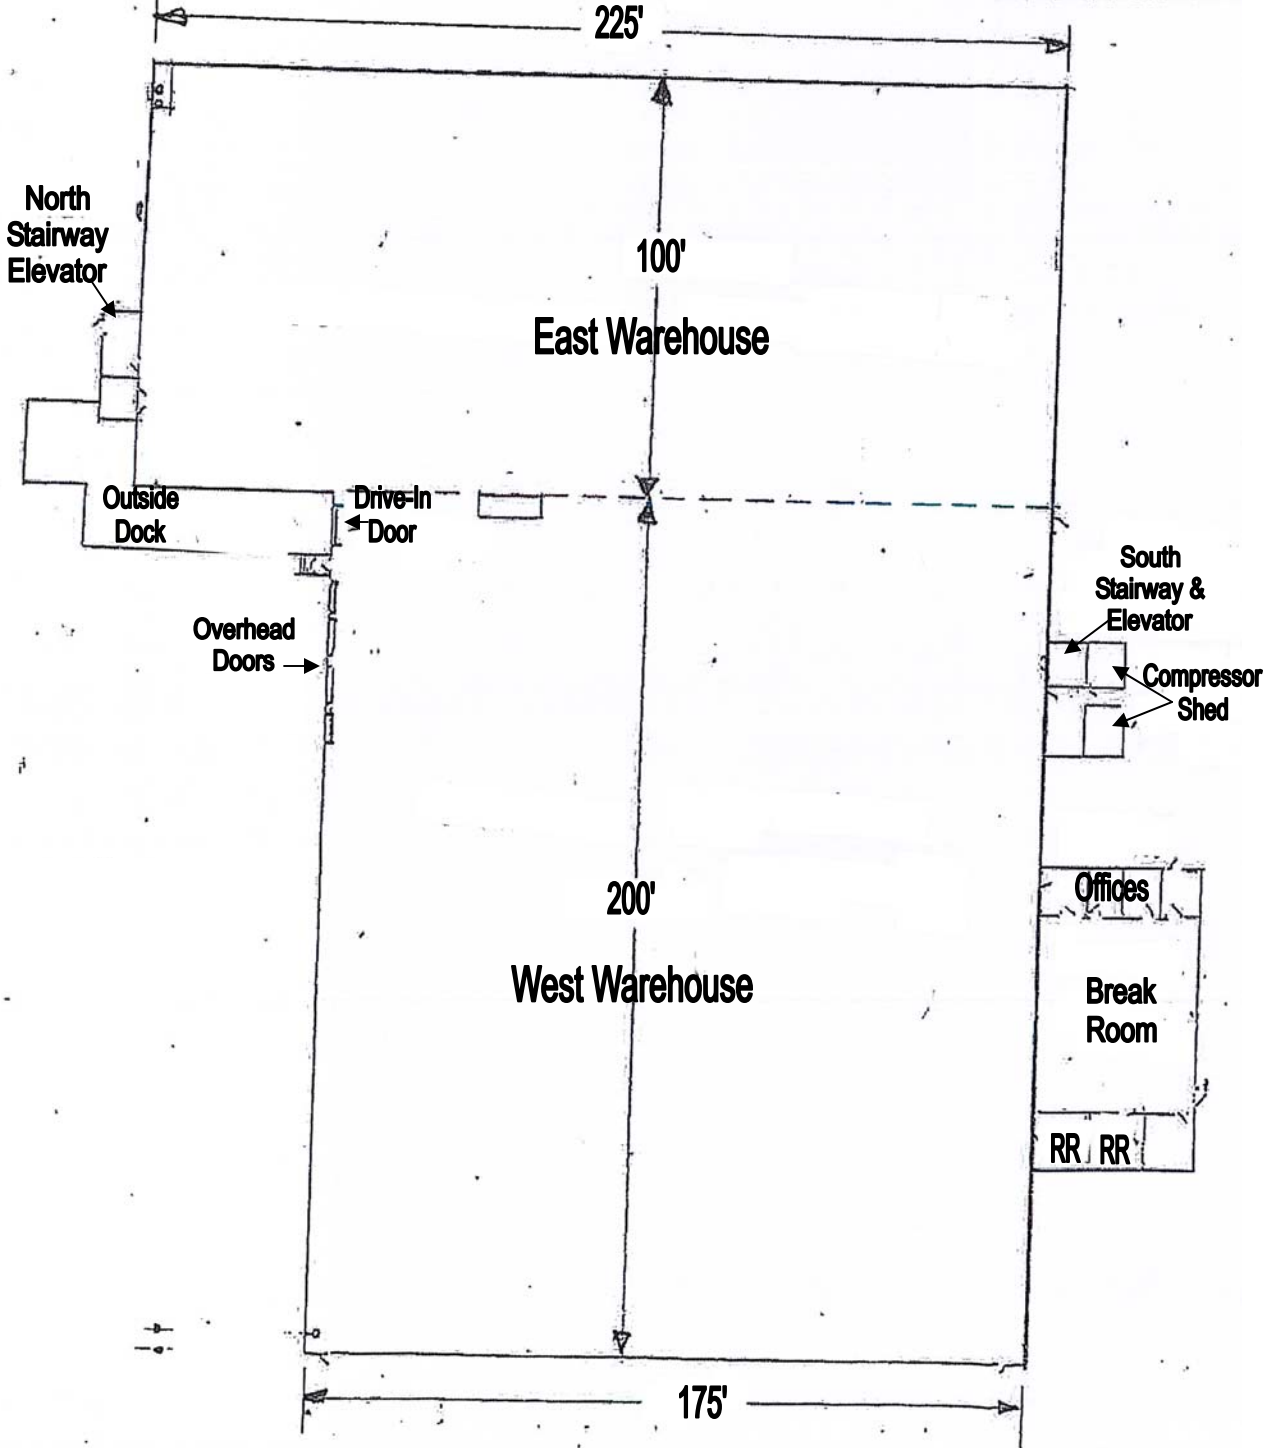 225'
North
Stairway
Elevator
100'
East Warehouse
Outside
Dock
Drive-In
Door
South
Stairway &
Elevator
Overhead
Doors
Compressor
Shed
Offices
200'
West Warehouse
Break
Room
RR RR
175'